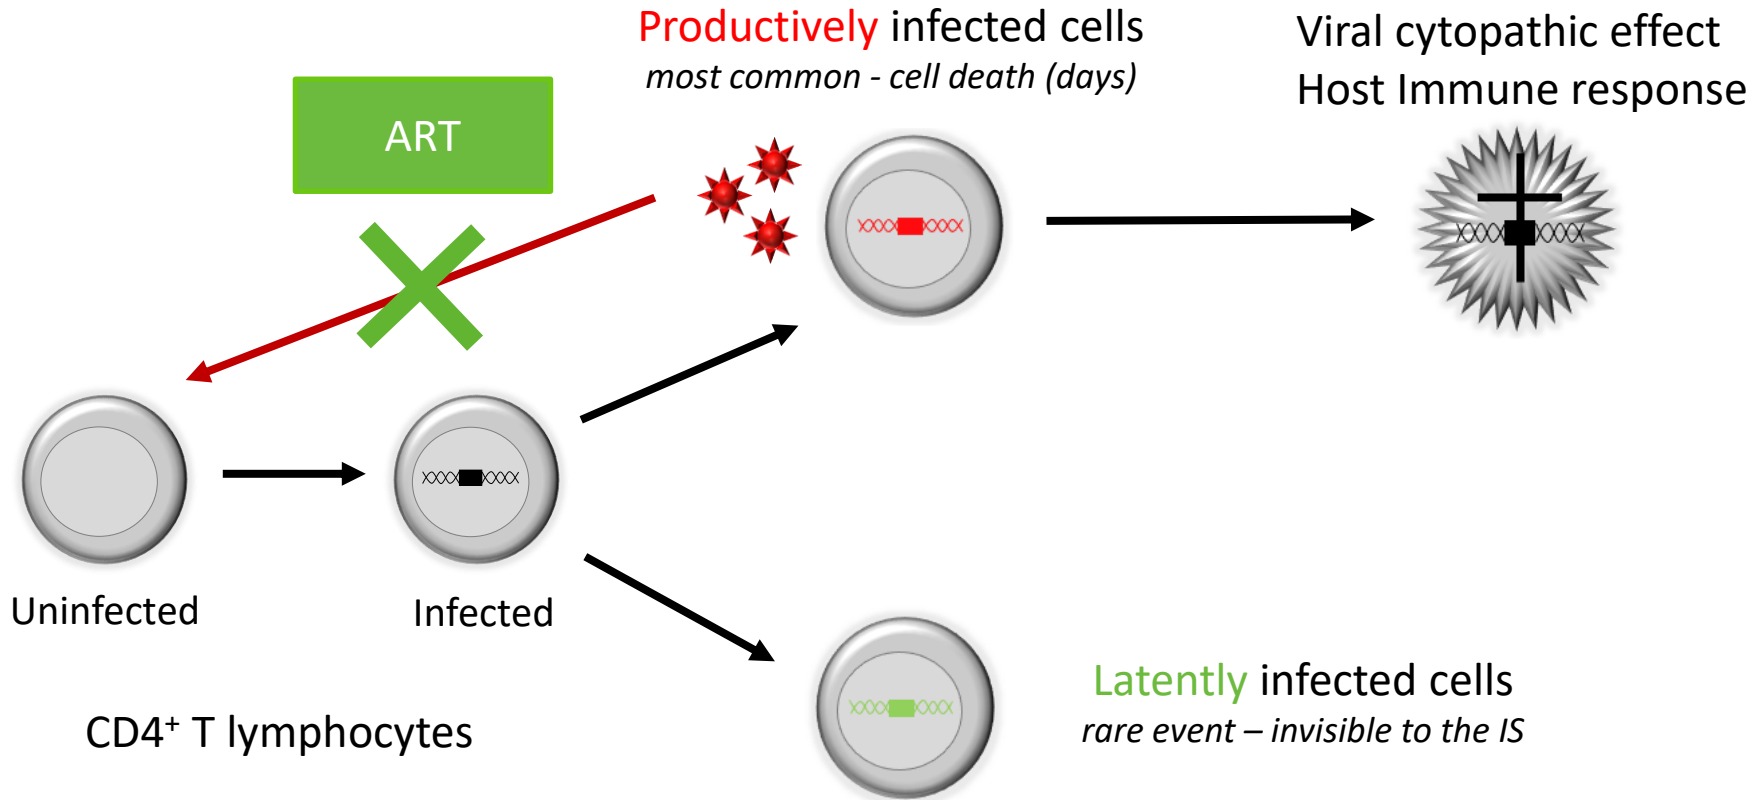 Productively infected cells
most common - cell death (days)
Viral cytopathic effect
Host Immune response
ART
Uninfected
Infected
CD4⁺ T lymphocytes
Latently infected cells
rare event – invisible to the IS